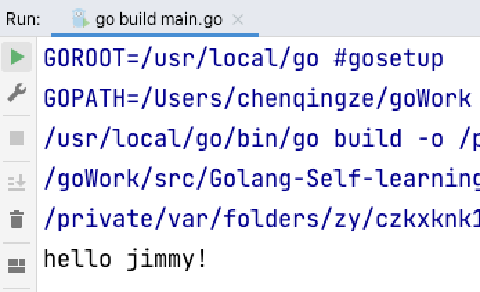 Run: go build main.go
GOROOT=/usr/local/go #gosetup
GOPATH=/Users/chenqingze/goWork
/usr/local/go/bin/go build -o /p
/goWork/src/Golang-Self-learning
/private/var/folders/zy/czkxknk1
hello jimmy!